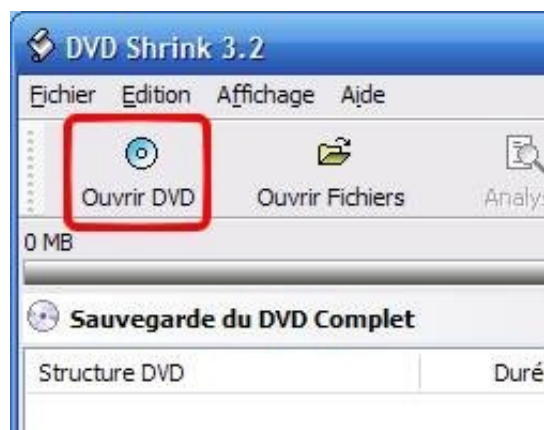 DVD Shrink 3.2
Fichier Edition Affichage Aide
Ouvrir DVD Ouvrir Fichiers
0 MB
Sauvegarde du DVD Complet
Structure DVD